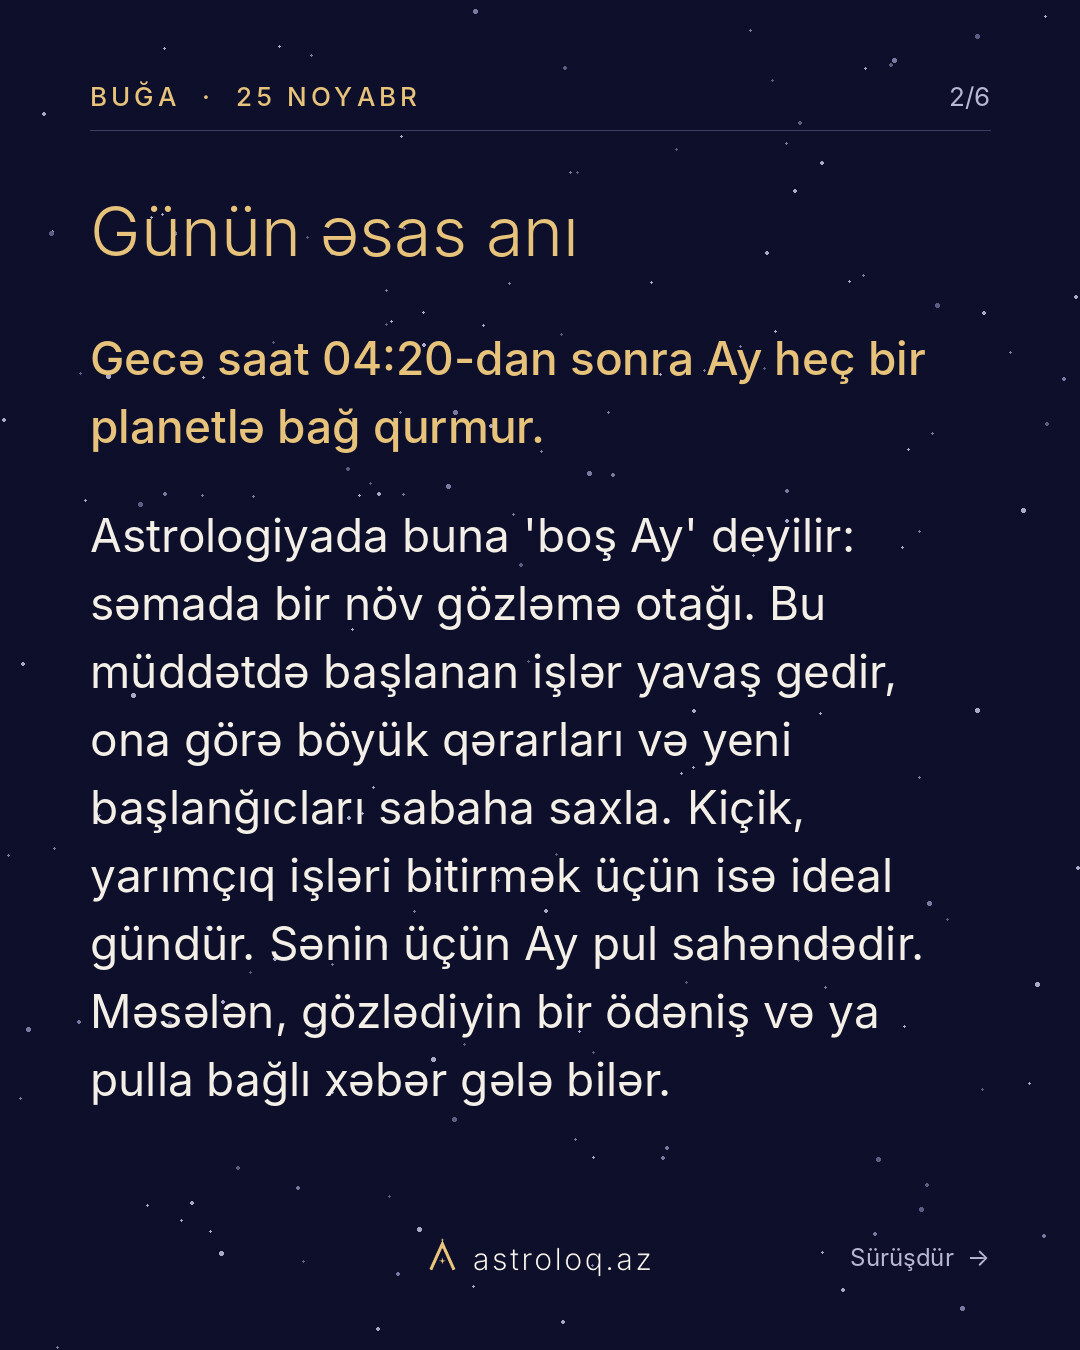 BUĞA · 25 NOYABR
2/6
Günün əsas anı
Gecə saat 04:20-dan sonra Ay heç bir
planetlə bağ qurmur.
Astrologiyada buna 'boş Ay' deyilir:
səmada bir növ gözləmə otağı. Bu
müddətdə başlanan işlər yavaş gedir,
ona görə böyük qərarları və yeni
başlanğıcları sabaha saxla. Kiçik,
yarımçıq işləri bitirmək üçün isə ideal
gündür. Sənin üçün Ay pul sahəndədir.
Məsələn, gözlədiyin bir ödəniş və ya
pulla bağlı xəbər gələ bilər.
astroloq.az
Sürüşdür →